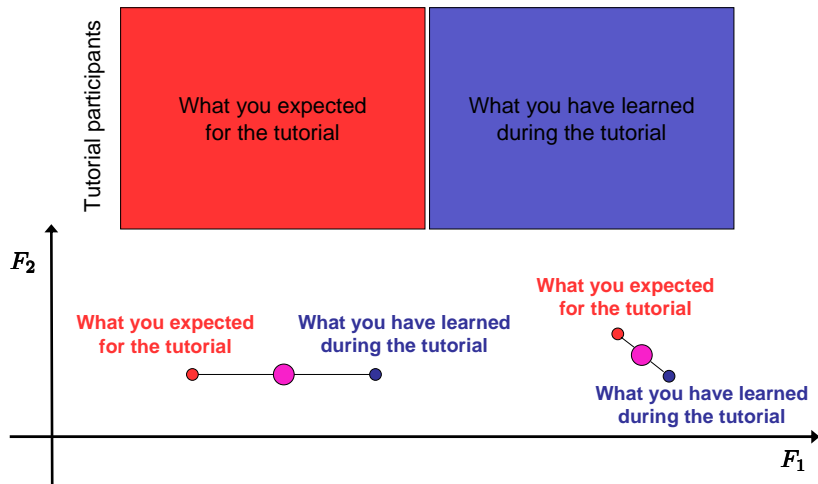 Tutorial participants
What you expected
for the tutorial
What you have learned
during the tutorial
F2
What you expected
for the tutorial
What you have learned
during the tutorial
What you expected
for the tutorial
What you have learned
during the tutorial
F1